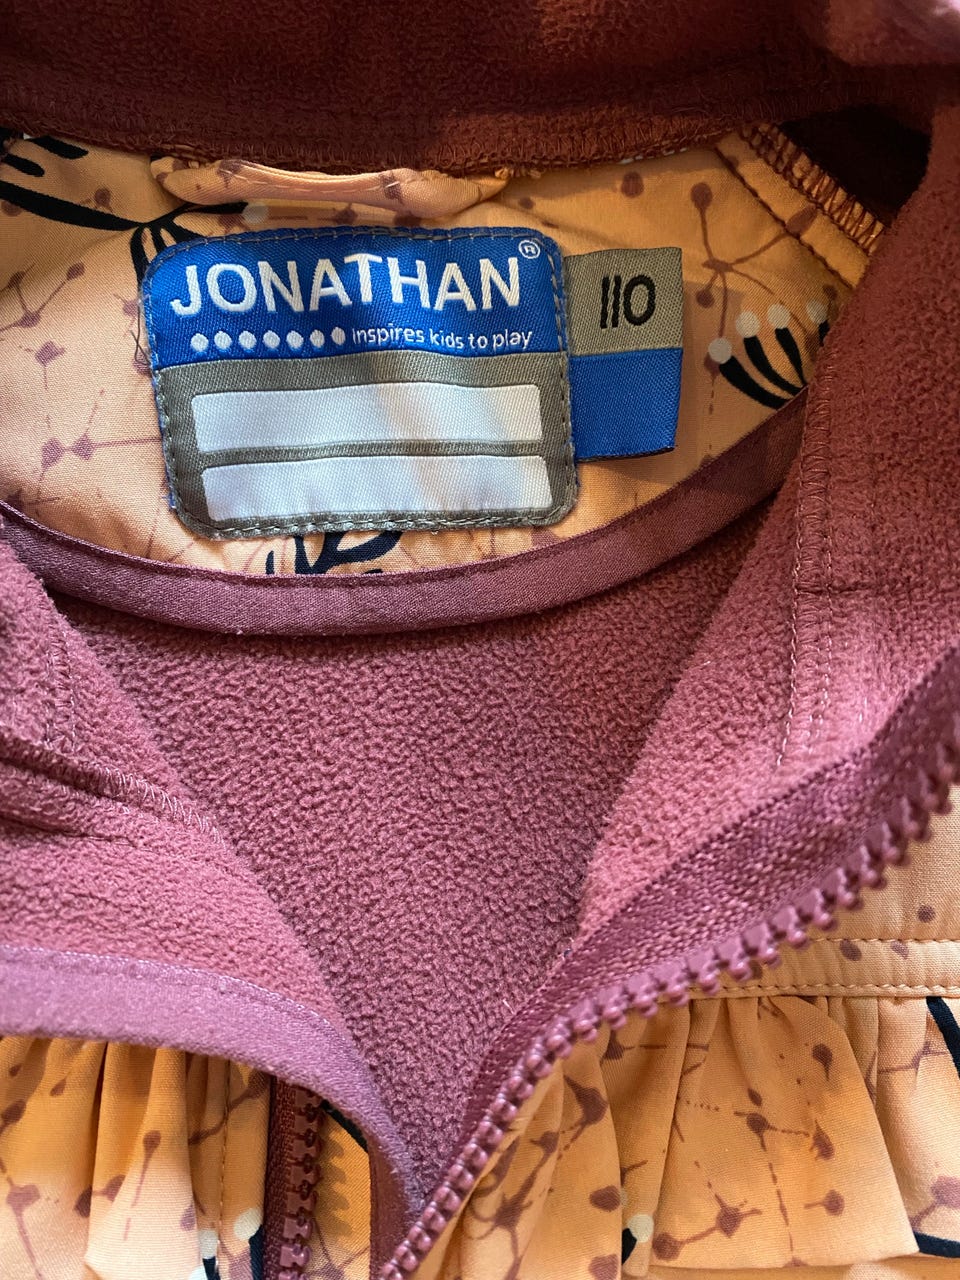 JONATHAN®
inspires kids to play
110